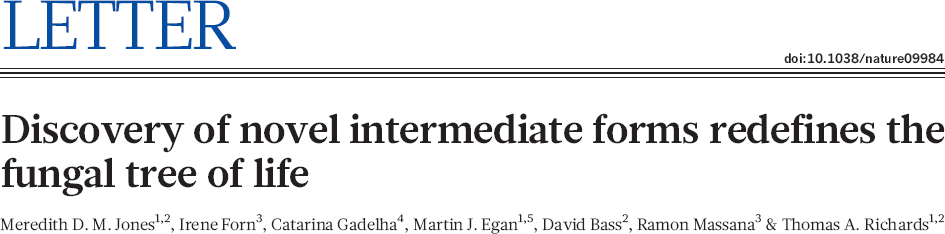 LETTER
doi:10.1038/nature09984
Discovery of novel intermediate forms redefines the
fungal tree of life
Meredith D. M. Jones1,2, Irene Forn3, Catarina Gadelha4, Martin J. Egan1,5, David Bass2, Ramon Massana3 & Thomas A. Richards1,2